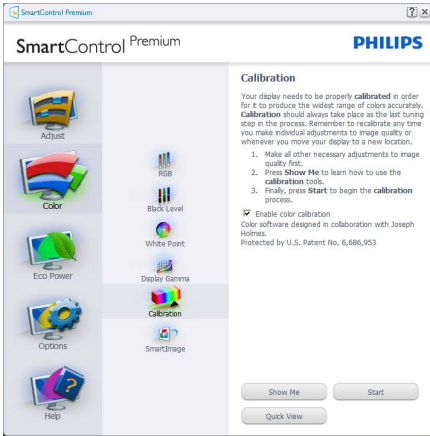 SmartControl Premium
SmartControl Premium
PHILIPS
Adjust
Color
Eco Power
Options
Help
RGB
Black Level
White Point
Display Gamma
Calibration
SmartImage
Calibration
Your display needs to be properly calibrated in order
for it to produce the widest range of colors accurately.
Calibration should always take place as the last tuning
step in the process. Remember to recalibrate any time
you make individual adjustments to image quality or
whenever you move your display to a new location.
1. Make all other necessary adjustments to image
quality first.
2. Press Show Me to learn how to use the
calibration tools.
3. Finally, press Start to begin the calibration
process.
Enable color calibration
Color software designed in collaboration with Joseph
Holmes.
Protected by U.S. Patent No. 6,686,953
Show Me
Start
Quick View